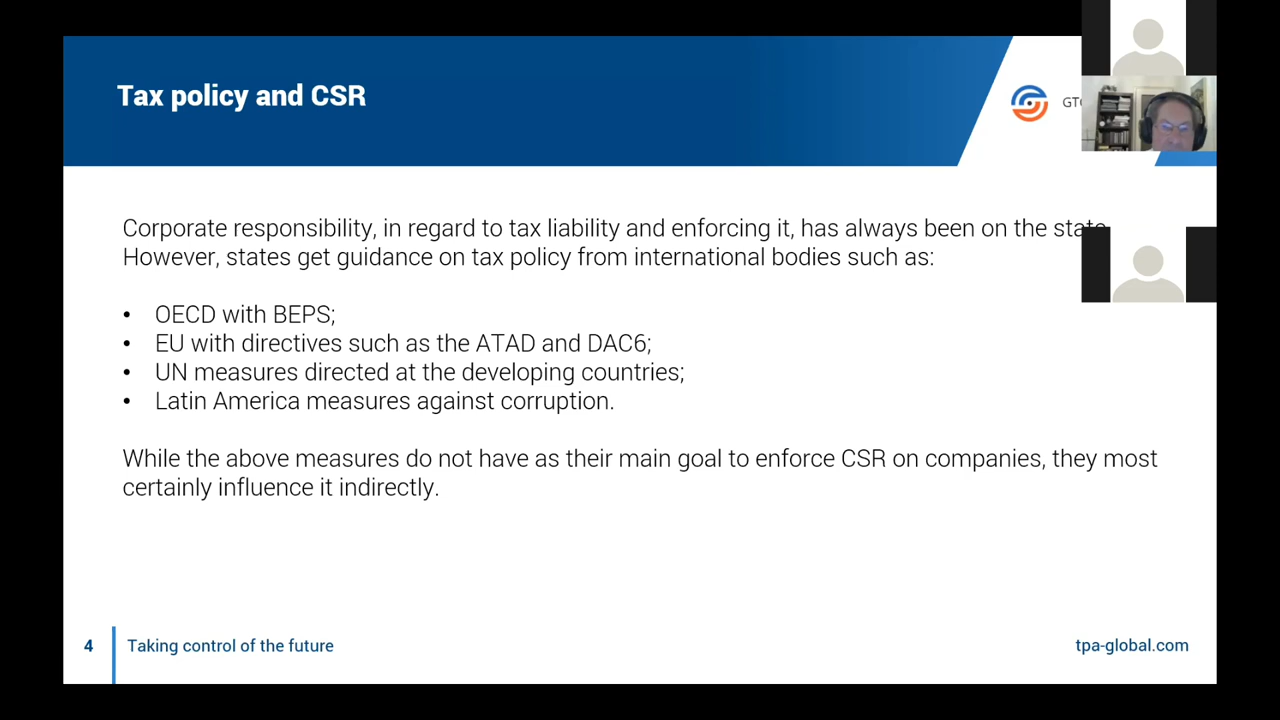 Tax policy and CSR
Corporate responsibility, in regard to tax liability and enforcing it, has always been on the state.
However, states get guidance on tax policy from international bodies such as:
• OECD with BEPS;
• EU with directives such as the ATAD and DAC6;
• UN measures directed at the developing countries;
• Latin America measures against corruption.
While the above measures do not have as their main goal to enforce CSR on companies, they most
certainly influence it indirectly.
4
Taking control of the future
tpa-global.com